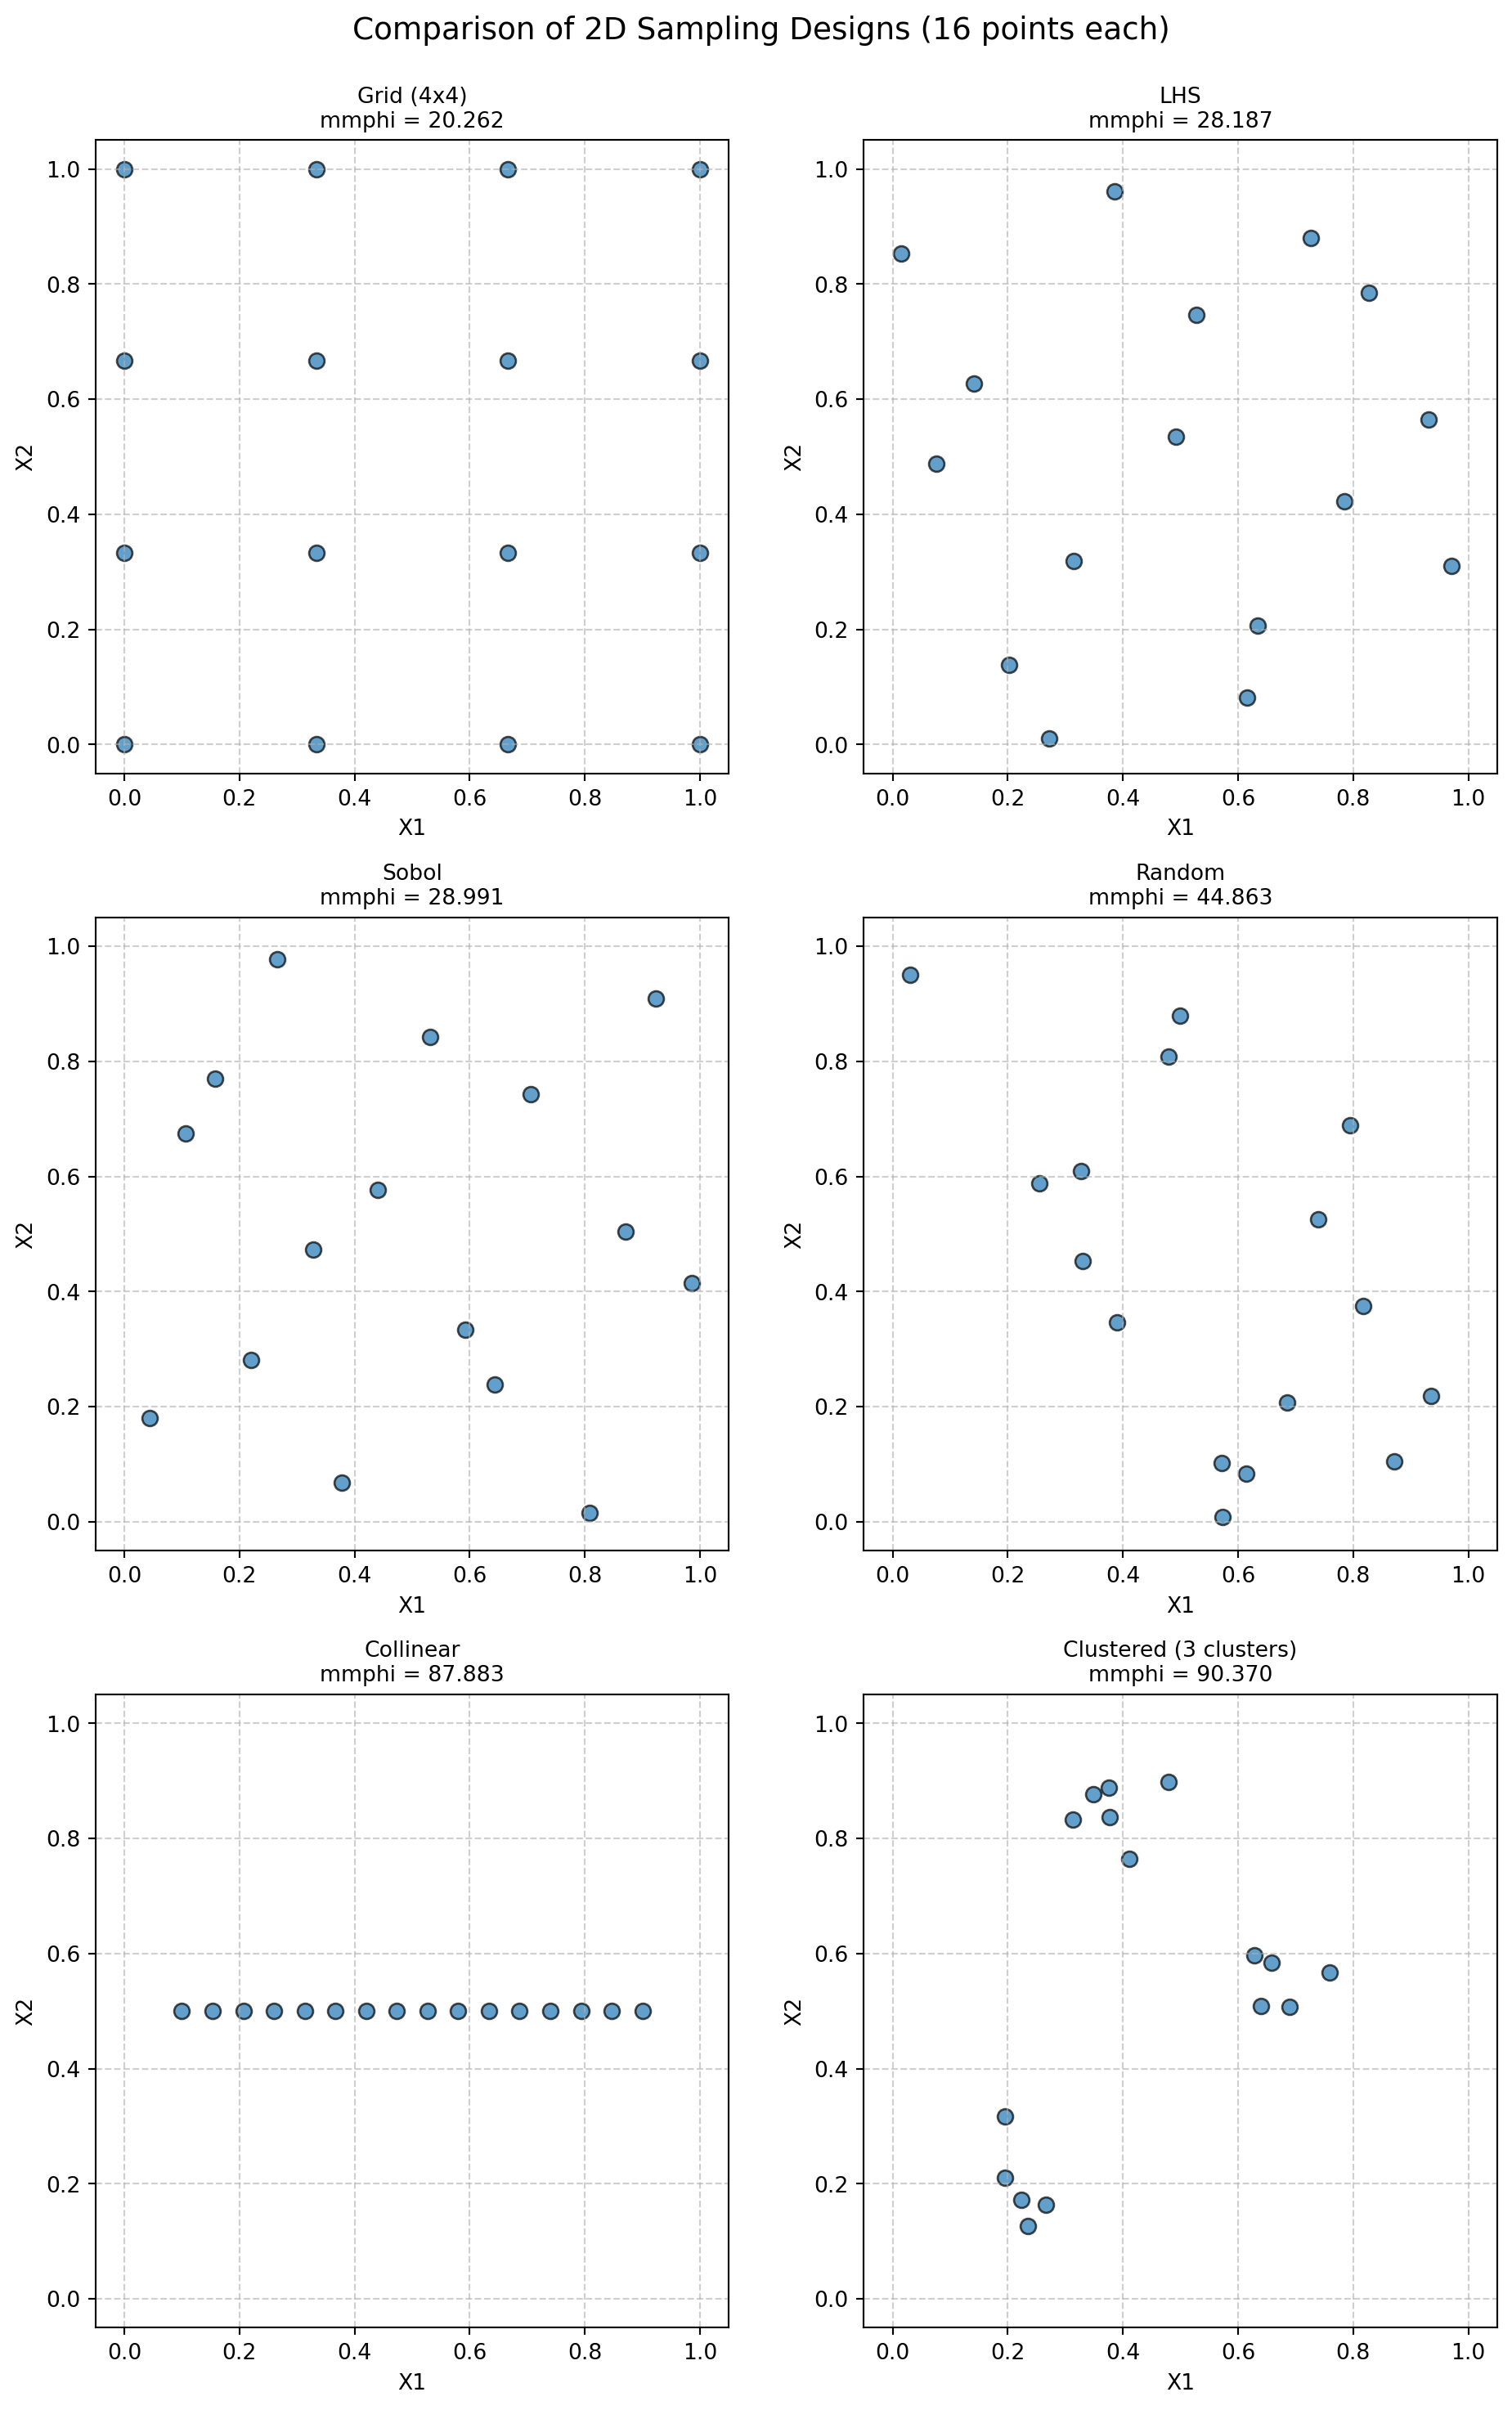 Comparison of 2D Sampling Designs (16 points each)
Grid (4x4)
mmphi = 20.262
1.0
0.8
0.6
0.4
0.2
0.0
X2
0.0 0.2 0.4 0.6 0.8 1.0
X1
LHS
mmphi = 28.187
1.0
0.8
0.6
0.4
0.2
0.0
X2
0.0 0.2 0.4 0.6 0.8 1.0
X1
Sobol
mmphi = 28.991
1.0
0.8
0.6
0.4
0.2
0.0
X2
0.0 0.2 0.4 0.6 0.8 1.0
X1
Random
mmphi = 44.863
1.0
0.8
0.6
0.4
0.2
0.0
X2
0.0 0.2 0.4 0.6 0.8 1.0
X1
Collinear
mmphi = 87.883
1.0
0.8
0.6
0.4
0.2
0.0
X2
0.0 0.2 0.4 0.6 0.8 1.0
X1
Clustered (3 clusters)
mmphi = 90.370
1.0
0.8
0.6
0.4
0.2
0.0
X2
0.0 0.2 0.4 0.6 0.8 1.0
X1